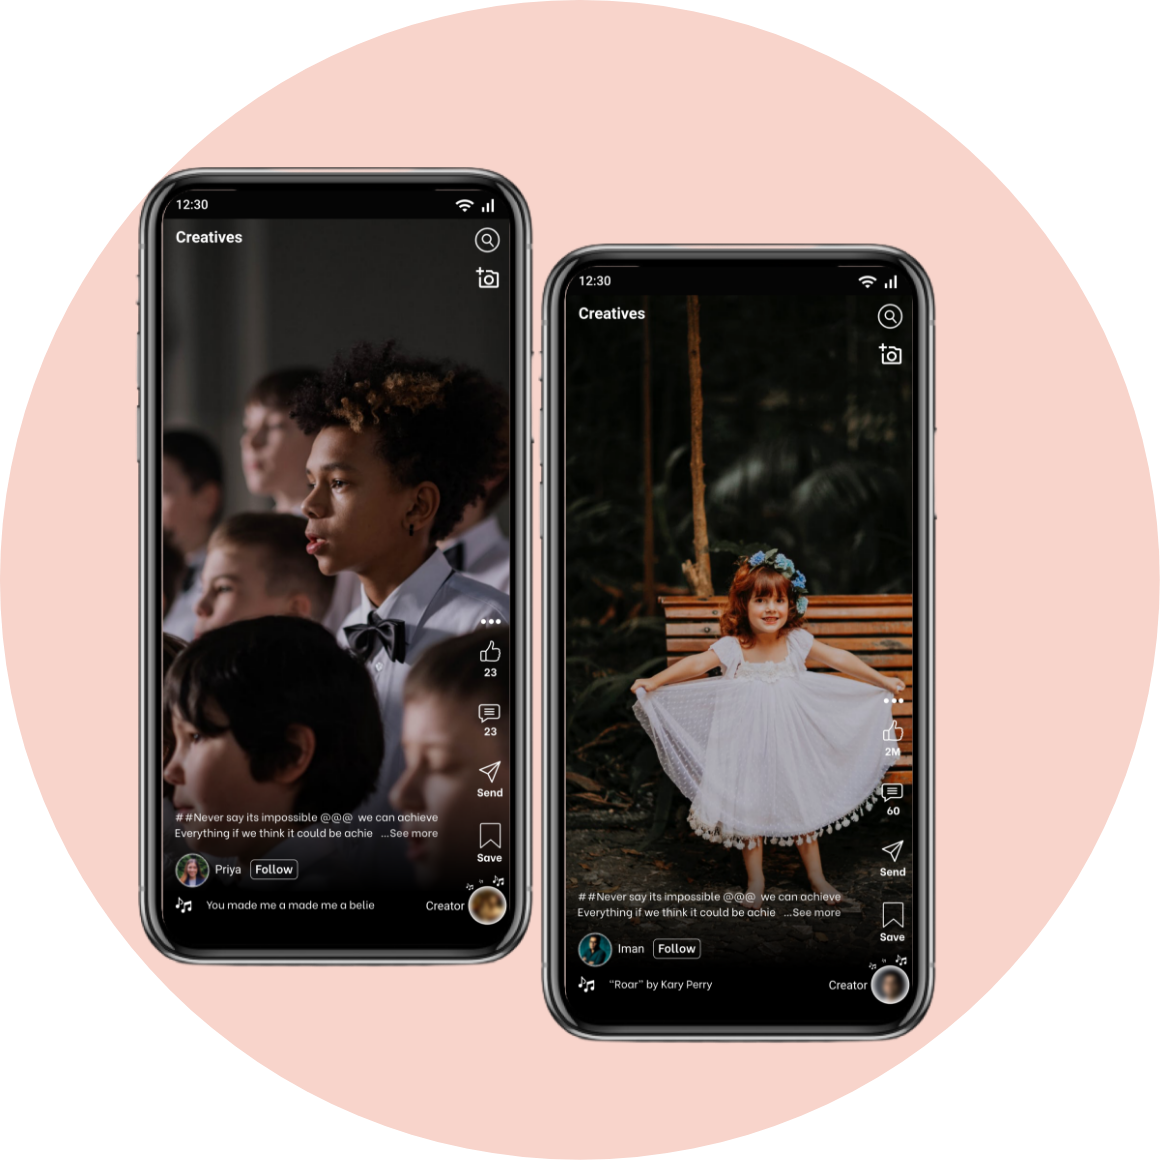 12:30
Creatives
23
23
Send
##Never say its impossible @@@ we can achieve
Everything if we think it could be achie ...See more
Save
Priya Follow
You made me a made me a belie Creator
12:30
Creatives
2M
60
Send
##Never say its impossible @@@ we can achieve
Everything if we think it could be achie ...See more
Save
Iman Follow
"Roar" by Kary Perry Creator